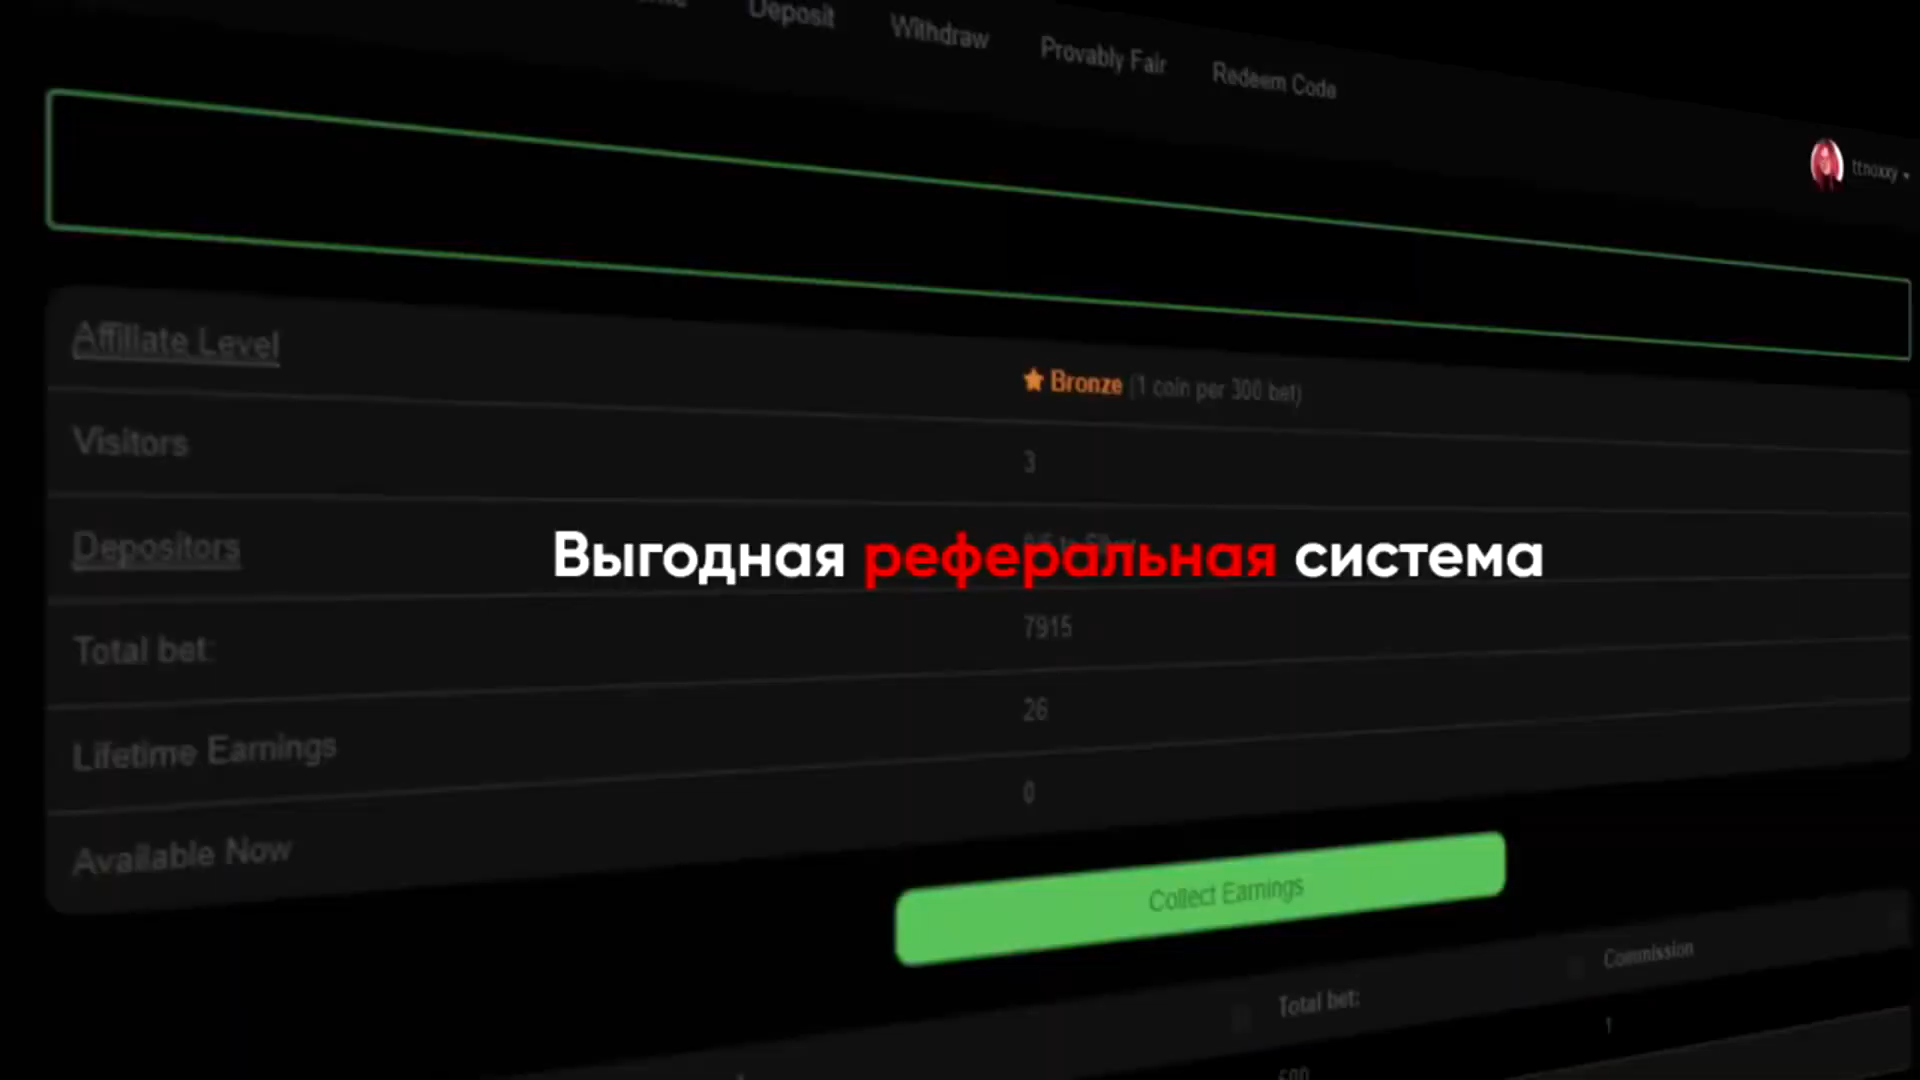 Deposit
Withdraw
Provably Fair
Redeem Code
ttnoxxy
Affiliate Level
★ Bronze (1 coin per 300 bet)
Visitors
3
Depositors
Выгодная реферальная система
Total bet:
7915
Lifetime Earnings
26
Available Now
0
Collect Earnings
Total bet:
Commission
1